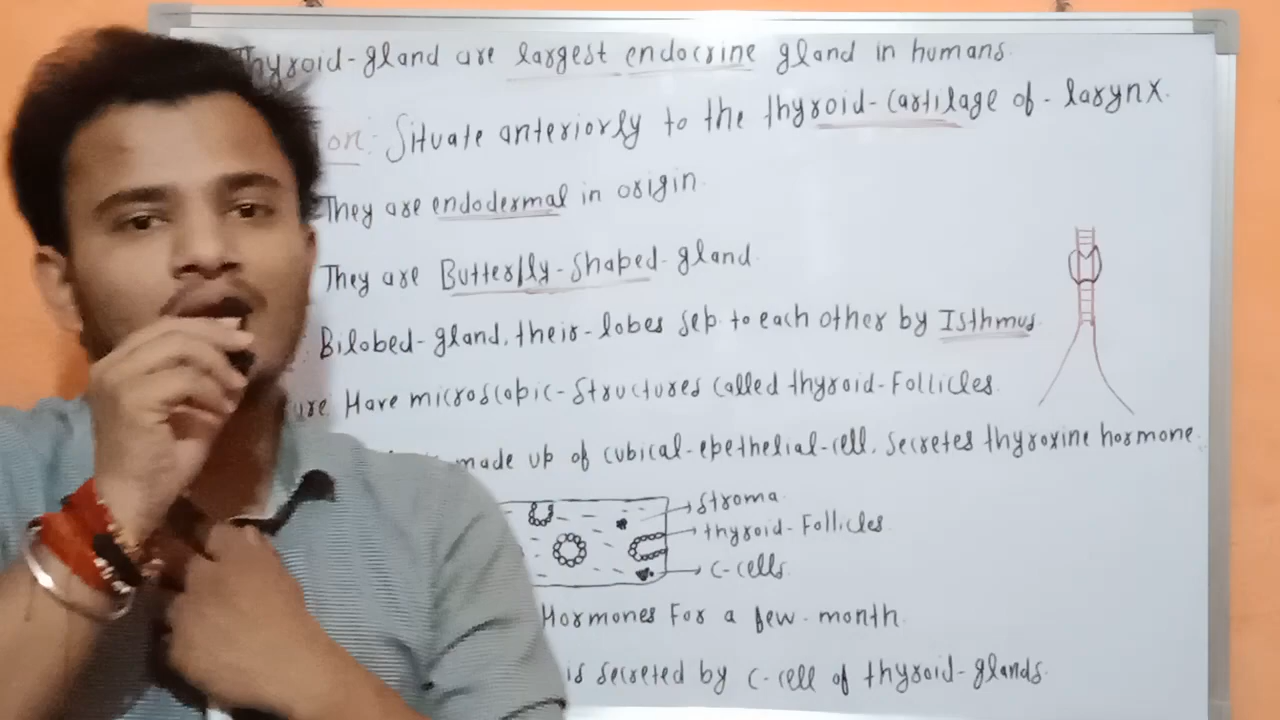 Thyroid-gland are largest endocrine gland in humans.
on:- Situate anteriorly to the thyroid-Cartilage of-larynx.
They are endodermal in origin.
They are Butterfly-Shaped-gland.
Bilobed-gland, their-lobes sep. to each other by Isthmus.
ure Have microscopic-Structures called thyroid-Follicles.
made up of cubical-epethelial-cell, secretes thyroxine hormone.
Stroma.
thyroid-Follicles.
C-cells.
Hormones For a few-month.
is secreted by C-cell of thyroid-glands.